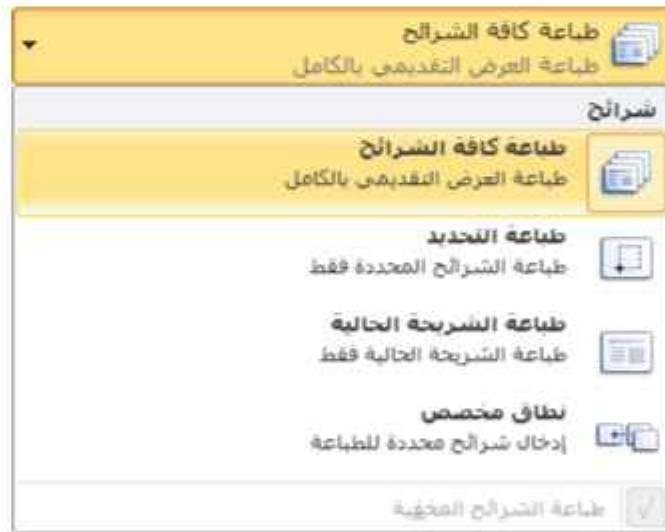 طباعة كافة الشرائح
طباعة العرض التقديمي بالكامل
شرائح
طباعة كافة الشرائح
طباعة العرض التقديمي بالكامل
طباعة التحديد
طباعة الشرائح المحددة فقط
طباعة الشريحة الحالية
طباعة الشريحة الحالية فقط
نطاق مخصص
إدخال شرائح محددة للطباعة
طباعة الشرائح المخفية